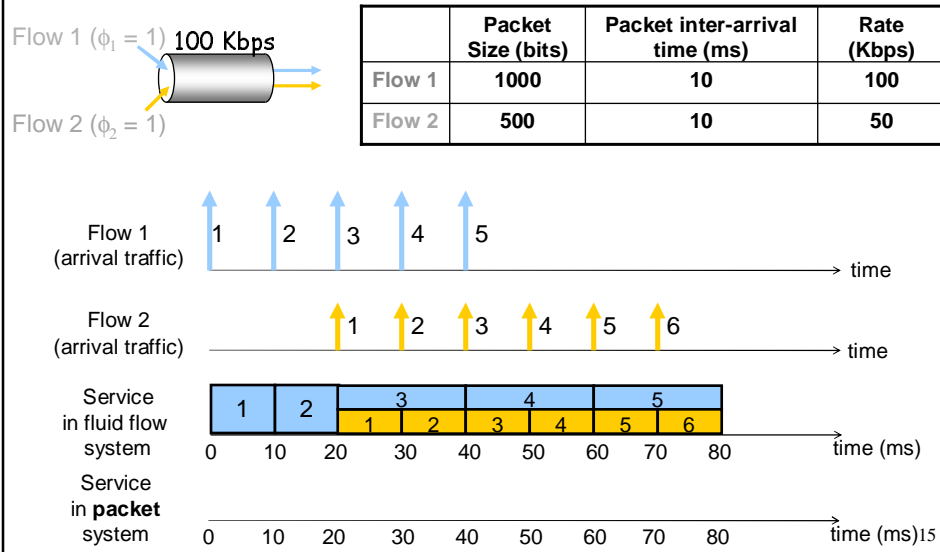 Flow 1 (ϕ1 = 1)
100 Kbps
Flow 2 (ϕ2 = 1)
Packet Size (bits) Packet inter-arrival time (ms) Rate (Kbps)
Flow 1 1000 10 100
Flow 2 500 10 50
Flow 1 (arrival traffic)
1 2 3 4 5
time
Flow 2 (arrival traffic)
1 2 3 4 5 6
time
Service in fluid flow system
1 2 3 4 5
1 2 3 4 5 6
0 10 20 30 40 50 60 70 80 time (ms)
Service in packet system
0 10 20 30 40 50 60 70 80 time (ms)
15